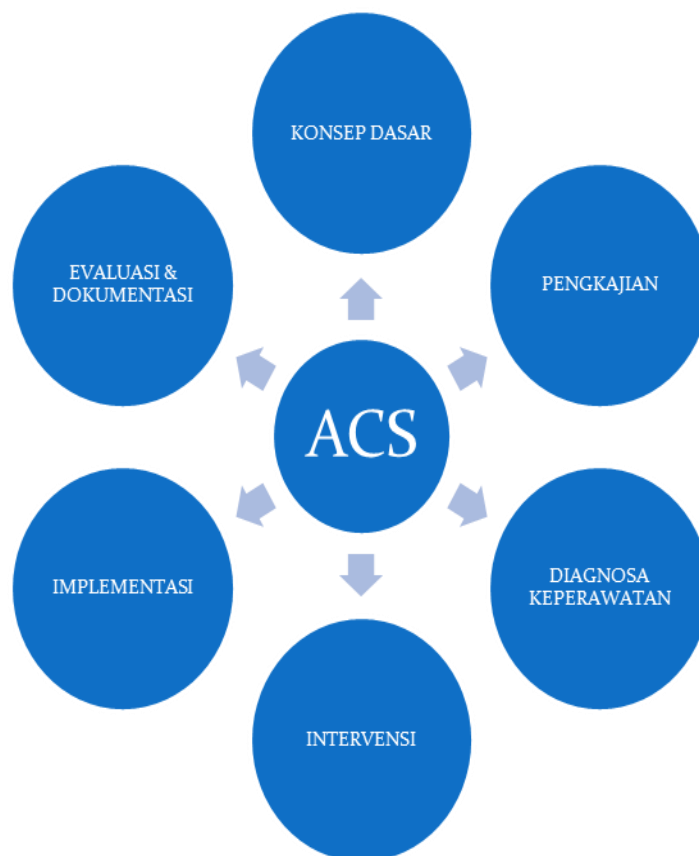 KONSEP DASAR
PENGKAJIAN
DIAGNOSA
KEPERAWATAN
INTERVENSI
IMPLEMENTASI
EVALUASI &
DOKUMENTASI
ACS